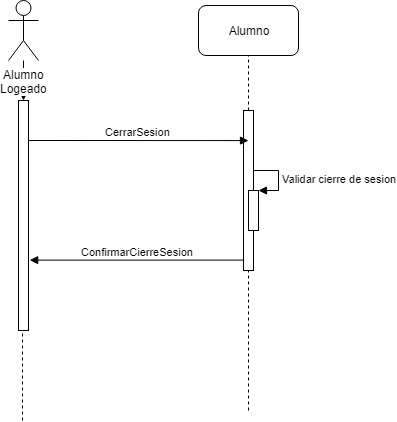 Alumno
Alumno
Logeado
CerrarSesion
Validar cierre de sesion
ConfirmarCierreSesion